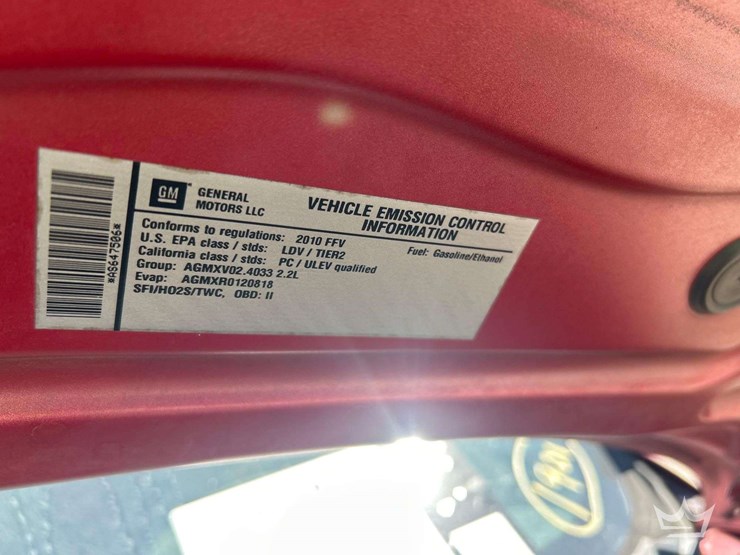 *AS647506*
GM
GENERAL
MOTORS LLC
VEHICLE EMISSION CONTROL
INFORMATION
Conforms to regulations: 2010 FFV
Fuel: Gasoline/Ethanol
U.S. EPA class / stds: LDV / TIER2
California class / stds: PC / ULEV qualified
Group: AGMXV02.4033 2.2L
Evap: AGMXR0120818
SFI/HO2S/TWC, OBD: II